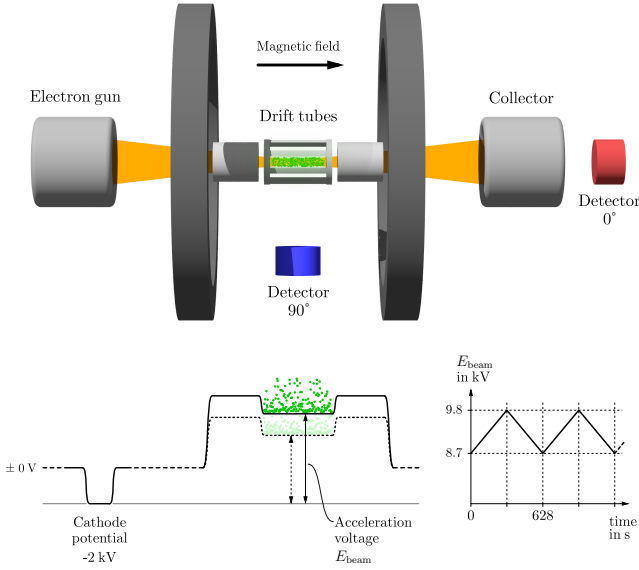 Magnetic field
Electron gun
Drift tubes
Collector
Detector
0°
Detector
90°
E_beam
in kV
9.8
8.7
0
628
time
in s
± 0 V
Cathode
potential
-2 kV
Acceleration
voltage
E_beam